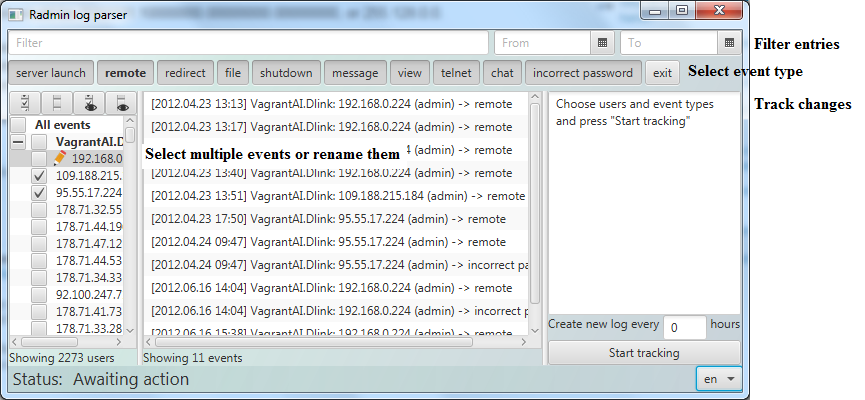 Radmin log parser
Filter
From
To
Filter entries
server launch
remote
redirect
file
shutdown
message
view
telnet
chat
incorrect password
exit
Select event type
All events
VagrantAI.D
192.168.0
109.188.215.
95.55.17.224
178.71.32.55
178.71.44.19
178.71.47.12
178.71.44.53
178.71.34.33
92.100.247.7
178.71.41.73
178.71.33.28
Showing 2273 users
[2012.04.23 13:13] VagrantAI.Dlink: 192.168.0.224 (admin) -> remote
[2012.04.23 13:17] VagrantAI.Dlink: 192.168.0.224 (admin) -> remote
Select multiple events or rename them
(admin) -> remote
[2012.04.23 13:40] VagrantAI.Dlink: 192.168.0.224 (admin) -> remote
[2012.04.23 13:51] VagrantAI.Dlink: 109.188.215.184 (admin) -> remote
[2012.04.23 17:50] VagrantAI.Dlink: 95.55.17.224 (admin) -> remote
[2012.04.24 09:47] VagrantAI.Dlink: 95.55.17.224 (admin) -> remote
[2012.04.24 09:47] VagrantAI.Dlink: 95.55.17.224 (admin) -> incorrect pa
[2012.06.16 14:04] VagrantAI.Dlink: 192.168.0.224 (admin) -> remote
[2012.06.16 14:04] VagrantAI.Dlink: 192.168.0.224 (admin) -> incorrect p
[2012.06.16 15:38] VagrantAI.Dlink: 192.168.0.224 (admin) -> remote
Showing 11 events
Choose users and event types
and press "Start tracking"
Track changes
Create new log every 0 hours
Start tracking
Status: Awaiting action
en